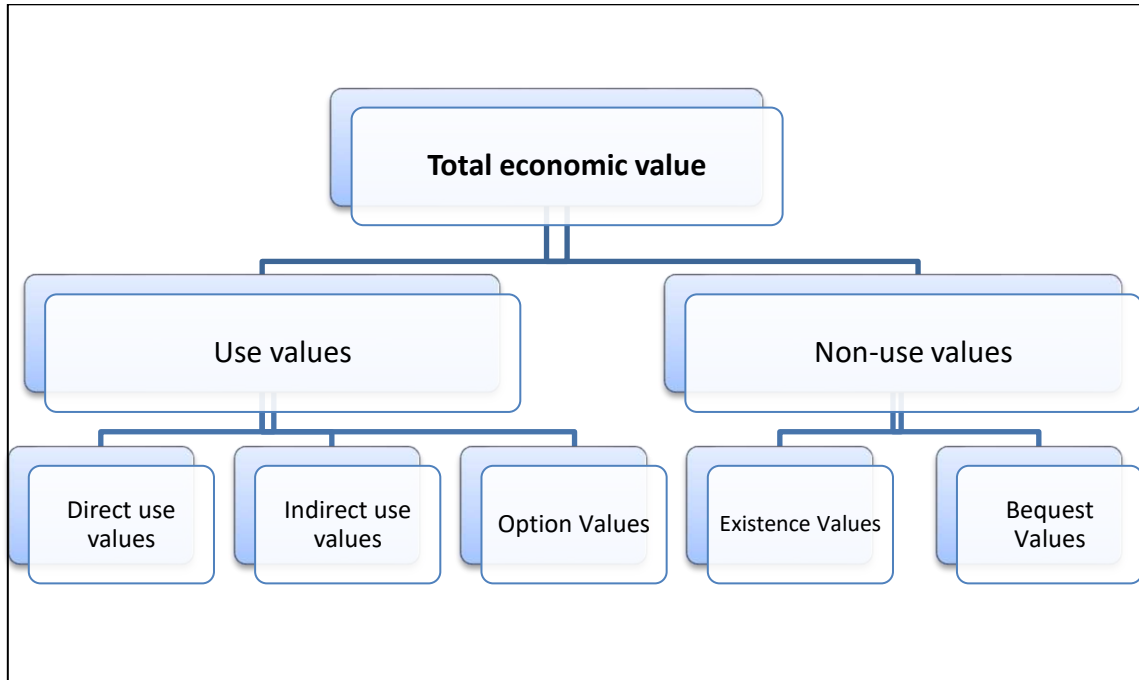 Total economic value
Use values
Non-use values
Direct use
values
Indirect use
values
Option Values
Existence Values
Bequest
Values